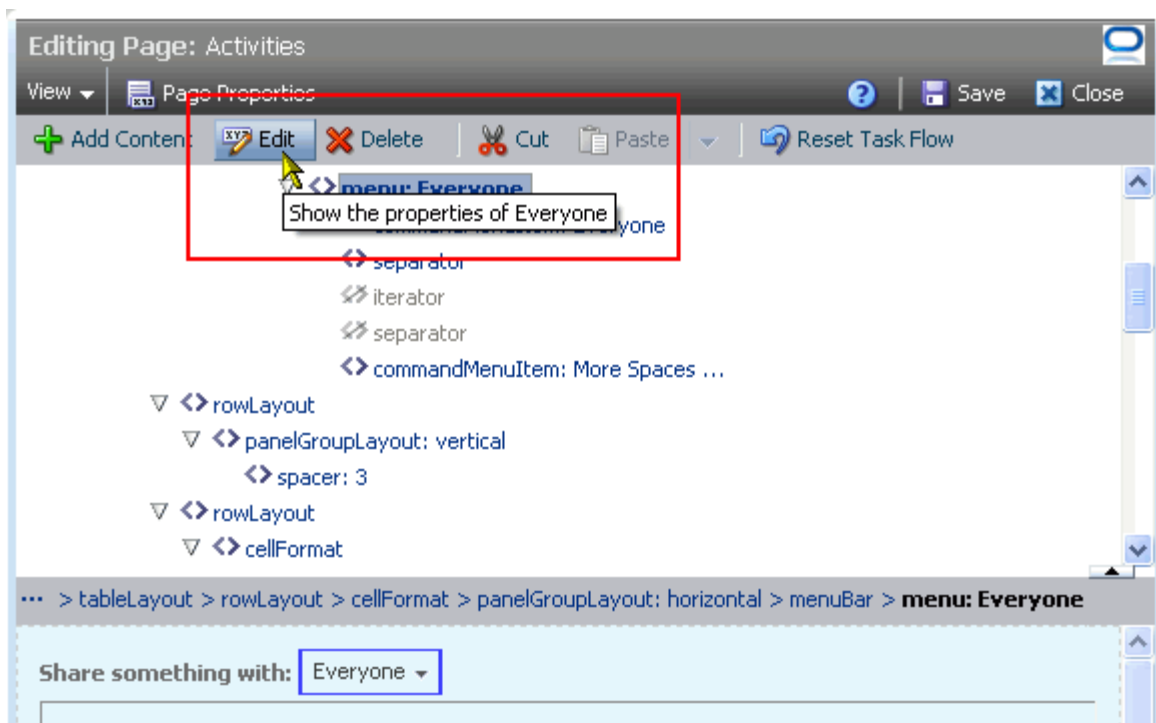 Editing Page: Activities
View Page Properties Save Close
Add Content Edit Delete Cut Paste Reset Task Flow
menu: Everyone
Show the properties of Everyone
separator
iterator
separator
commandMenuItem: More Spaces ...
rowLayout
panelGroupLayout: vertical
spacer: 3
rowLayout
cellFormat
... > tableLayout > rowLayout > cellFormat > panelGroupLayout: horizontal > menuBar > menu: Everyone
Share something with: Everyone